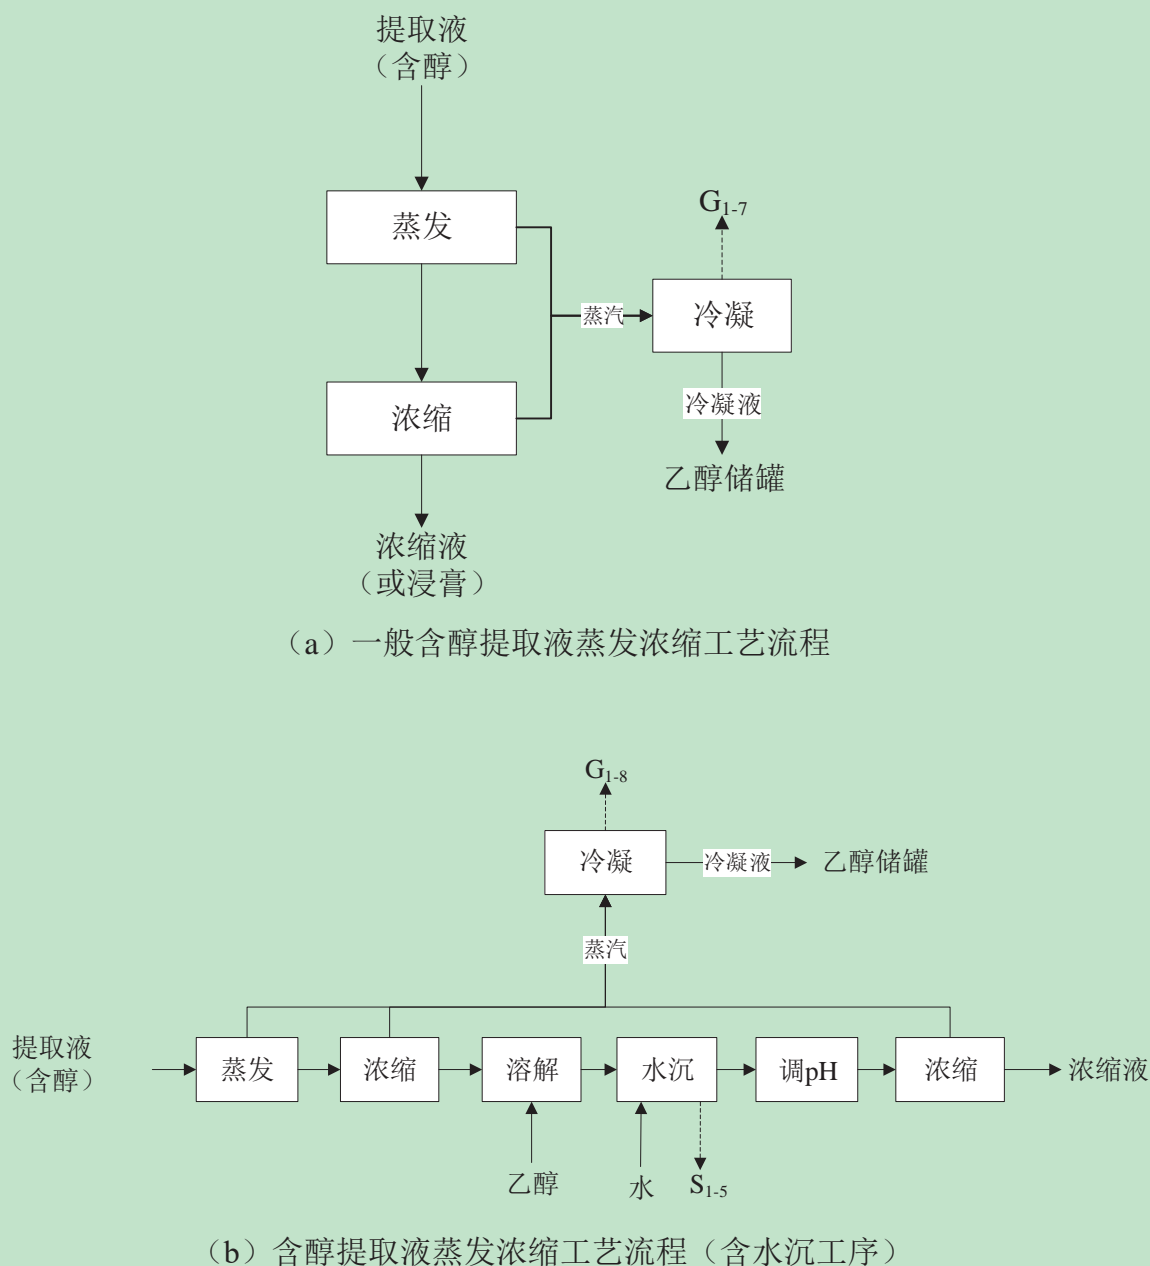 提取液
（含醇）
蒸发
G1-7
蒸汽
冷凝
浓缩
冷凝液
乙醇储罐
浓缩液
（或浸膏）
（a）一般含醇提取液蒸发浓缩工艺流程
G1-8
冷凝
冷凝液
乙醇储罐
蒸汽
提取液
（含醇）
蒸发
浓缩
溶解
水沉
调pH
浓缩
浓缩液
乙醇
水
S1-5
（b）含醇提取液蒸发浓缩工艺流程（含水沉工序）